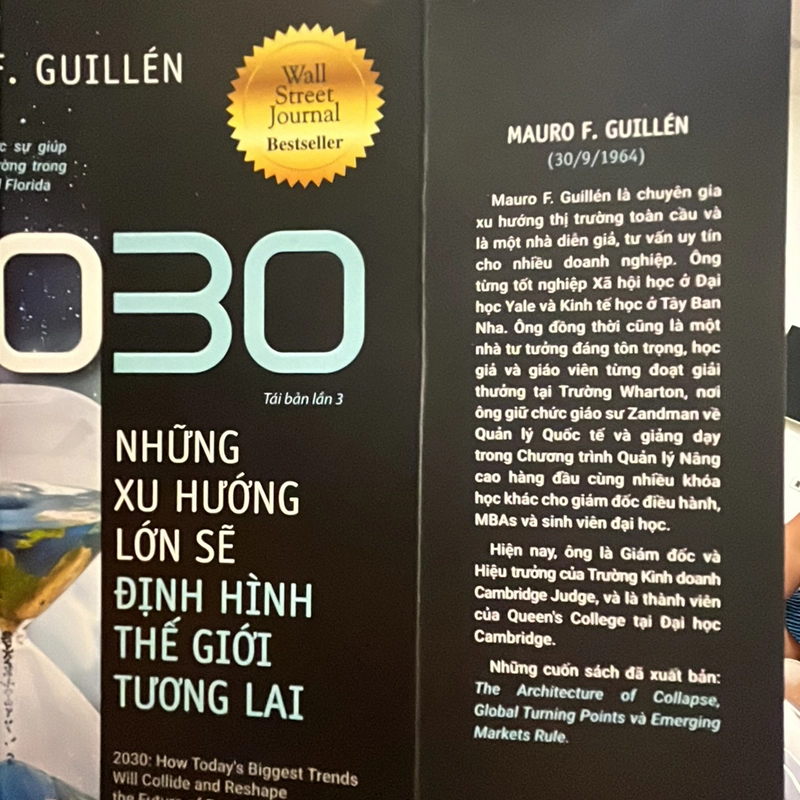 F. GUILLÉN
Wall
Street
Journal
Bestseller
sự giúp
trong
Florida
030
Tái bản lần 3
NHỮNG
XU HƯỚNG
LỚN SẼ
ĐỊNH HÌNH
THẾ GIỚI
TƯƠNG LAI
2030: How Today's Biggest Trends
Will Collide and Reshape
the Future of
MAURO F. GUILLÉN
(30/9/1964)
Mauro F. Guillén là chuyên gia
xu hướng thị trường toàn cầu và
là một nhà diễn giả, tư vấn uy tín
cho nhiều doanh nghiệp. Ông
từng tốt nghiệp Xã hội học ở Đại
học Yale và Kinh tế học ở Tây Ban
Nha. Ông đồng thời cũng là một
nhà tư tưởng đáng tôn trọng, học
giả và giáo viên từng đoạt giải
thưởng tại Trường Wharton, nơi
ông giữ chức giáo sư Zandman về
Quản lý Quốc tế và giảng dạy
trong Chương trình Quản lý Nâng
cao hàng đầu cùng nhiều khóa
học khác cho giám đốc điều hành,
MBAs và sinh viên đại học.
Hiện nay, ông là Giám đốc và
Hiệu trưởng của Trường Kinh doanh
Cambridge Judge, và là thành viên
của Queen's College tại Đại học
Cambridge.
Những cuốn sách đã xuất bản:
The Architecture of Collapse,
Global Turning Points và Emerging
Markets Rule.